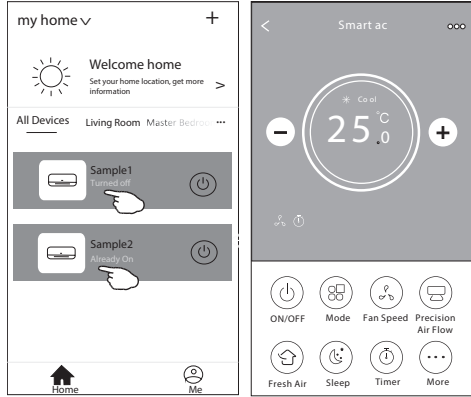 my home
+
Welcome home
Set your home location, get more
information
>
All Devices Living Room Master ...
Sample1
Turned off
Sample2
Already On
Home
Me
<
Smart ac
ooo
Cool
25.0 °C
-
+
ON/OFF
Mode
Fan Speed
Precision
Air Flow
Fresh Air
Sleep
Timer
More